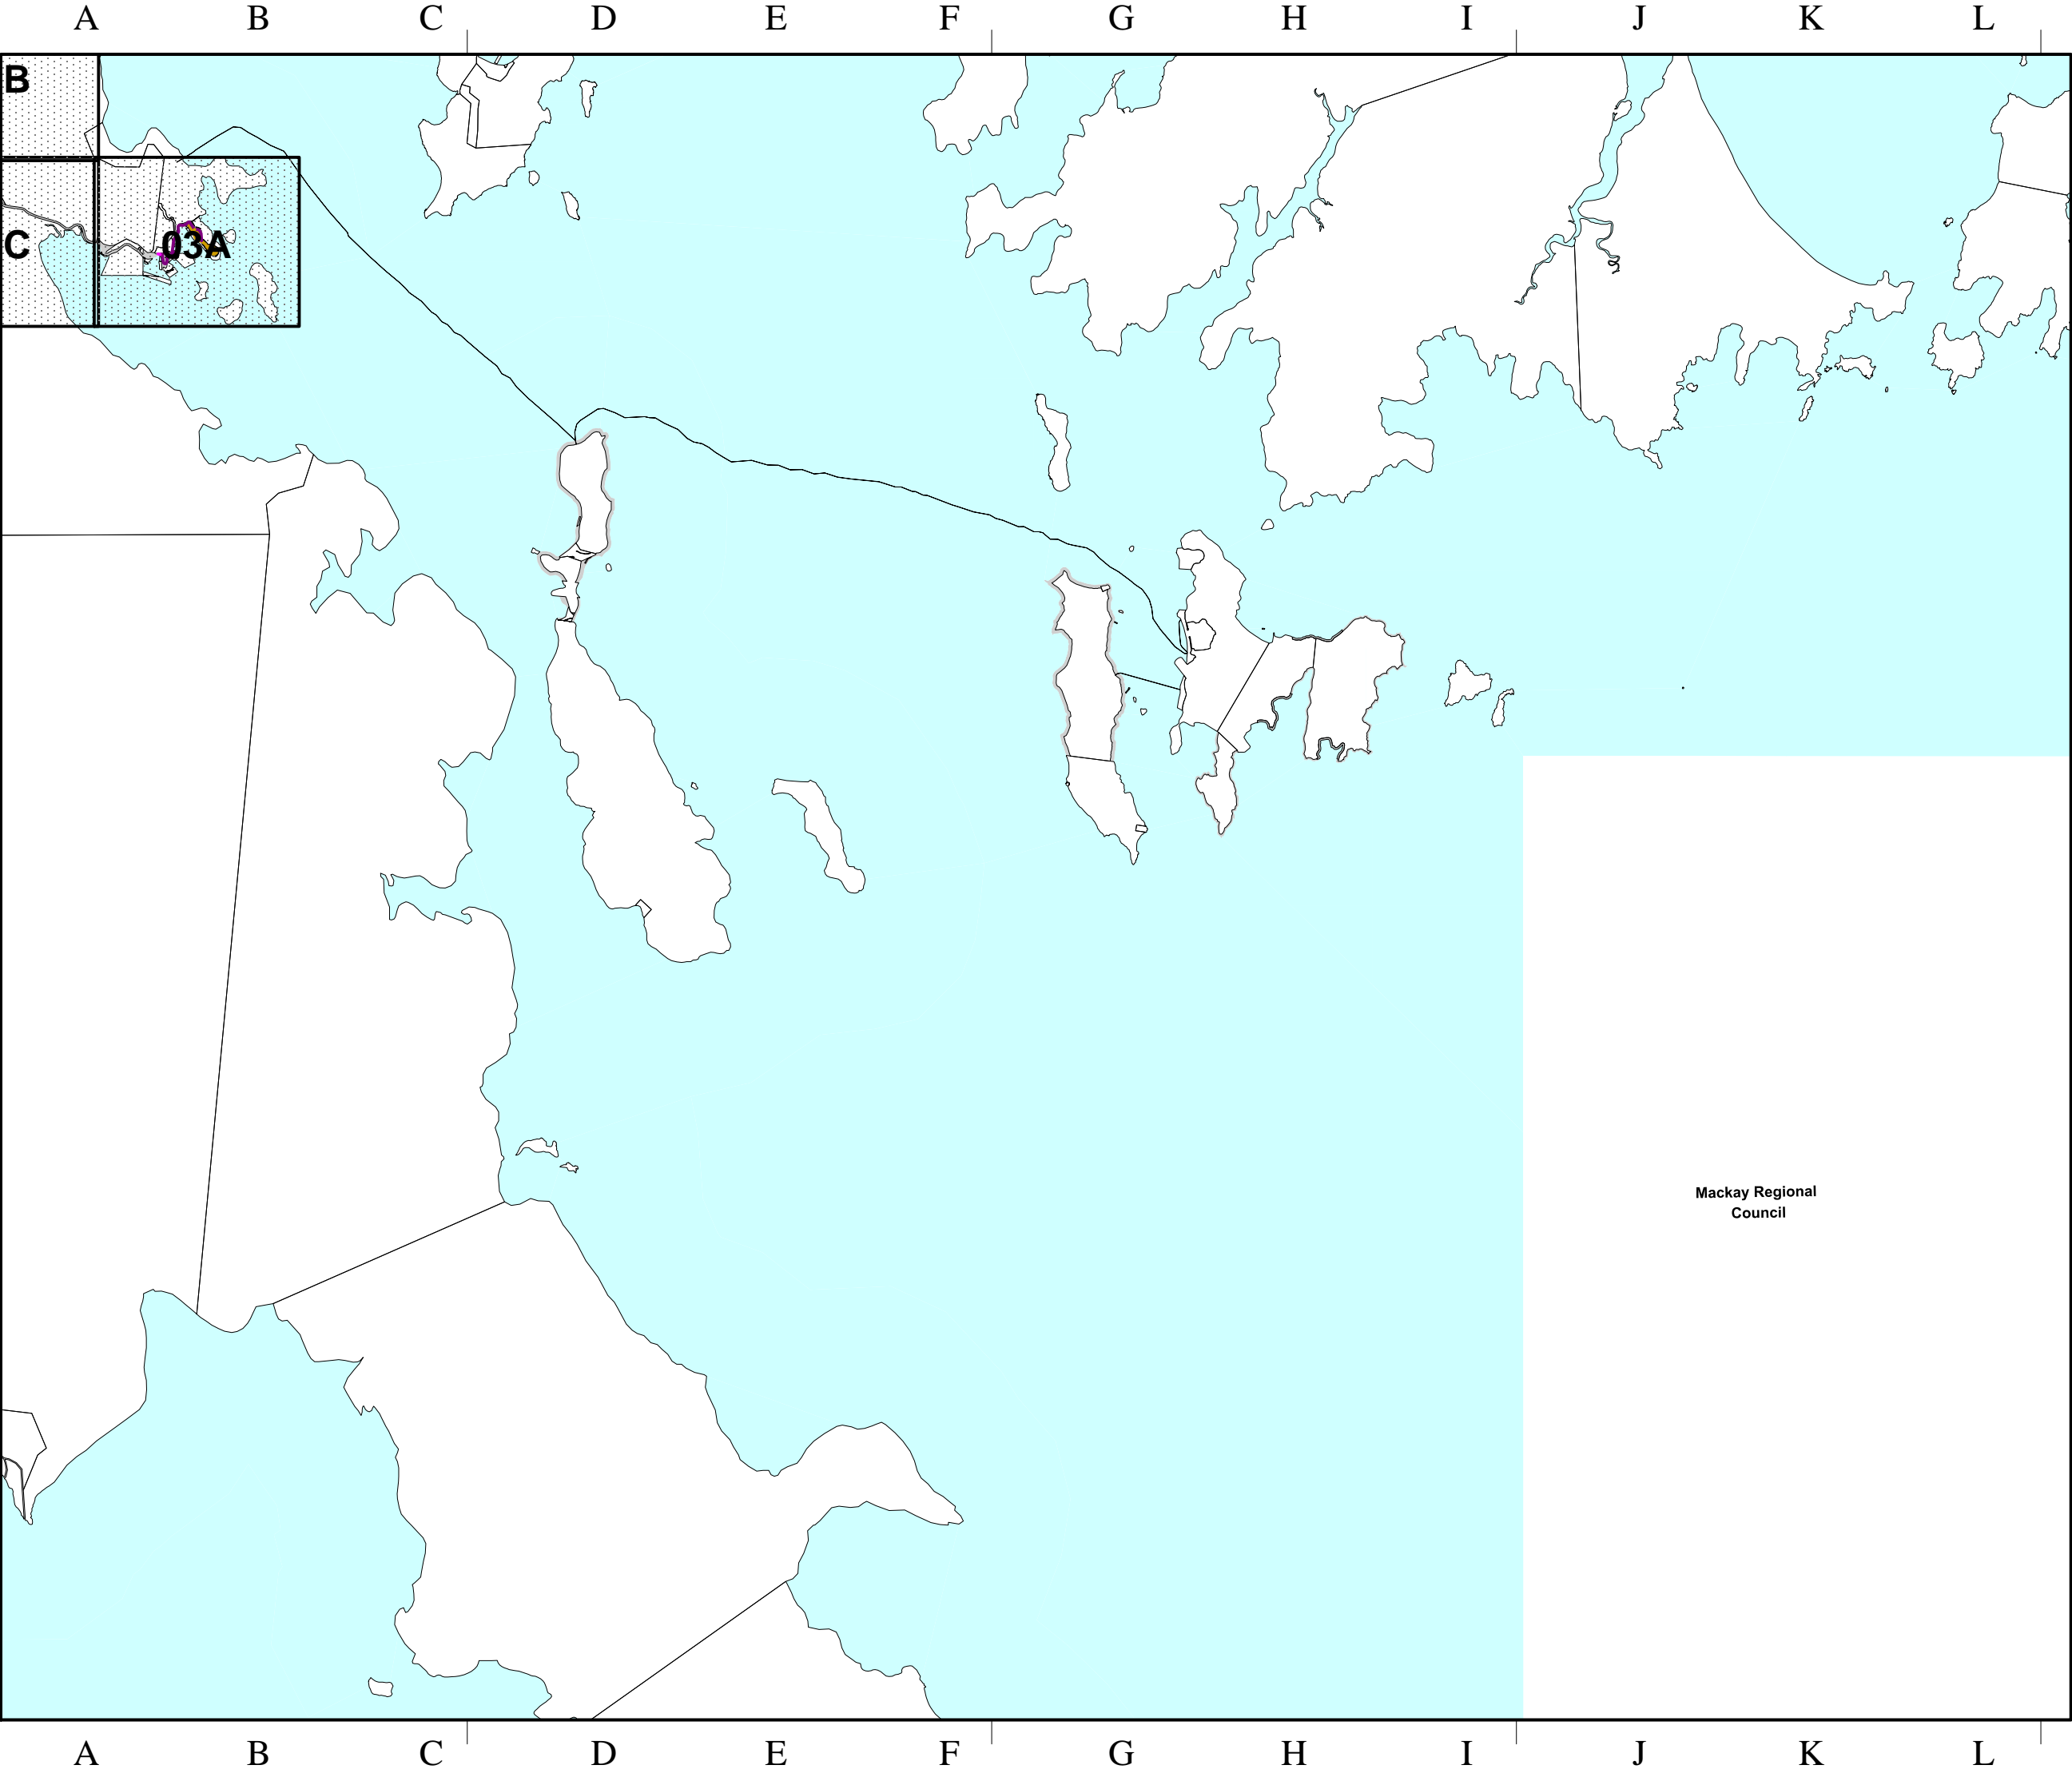 A B C D E F G H I J K L
B
C
03A
Mackay Regional
Council
A B C D E F G H I J K L